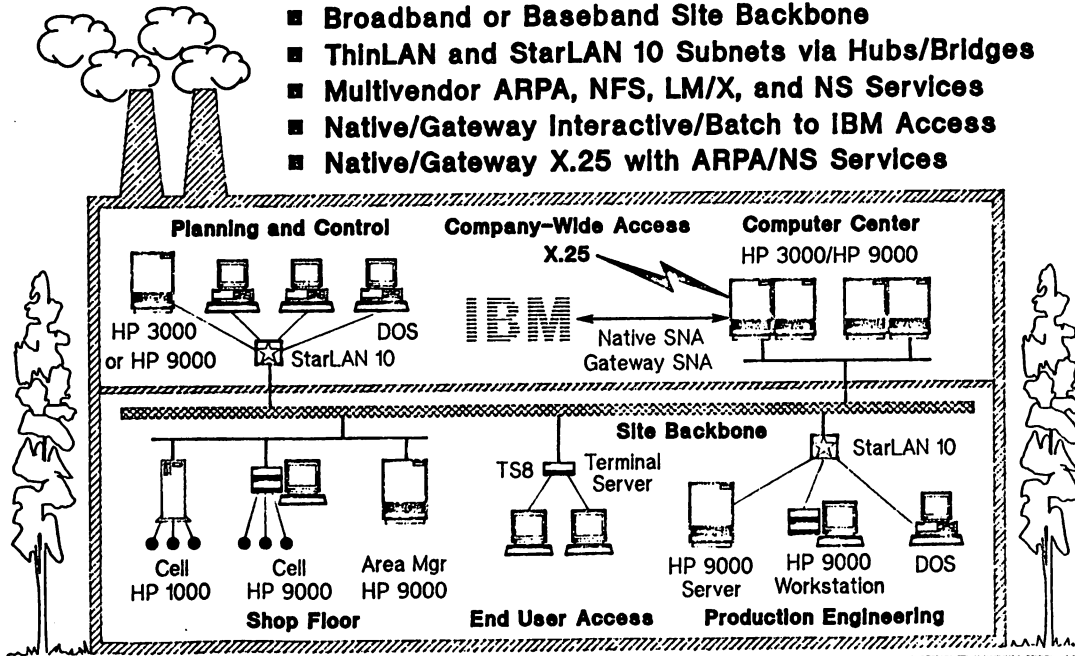 Broadband or Baseband Site Backbone
ThinLAN and StarLAN 10 Subnets via Hubs/Bridges
Multivendor ARPA, NFS, LM/X, and NS Services
Native/Gateway Interactive/Batch to IBM Access
Native/Gateway X.25 with ARPA/NS Services
Planning and Control
HP 3000
or HP 9000
StarLAN 10
DOS
Company-Wide Access
X.25
IBM
Native SNA
Gateway SNA
Computer Center
HP 3000/HP 9000
Site Backbone
Cell
HP 1000
Cell
HP 9000
Area Mgr
HP 9000
Shop Floor
TS8
Terminal
Server
End User Access
StarLAN 10
HP 9000
Server
HP 9000
Workstation
DOS
Production Engineering